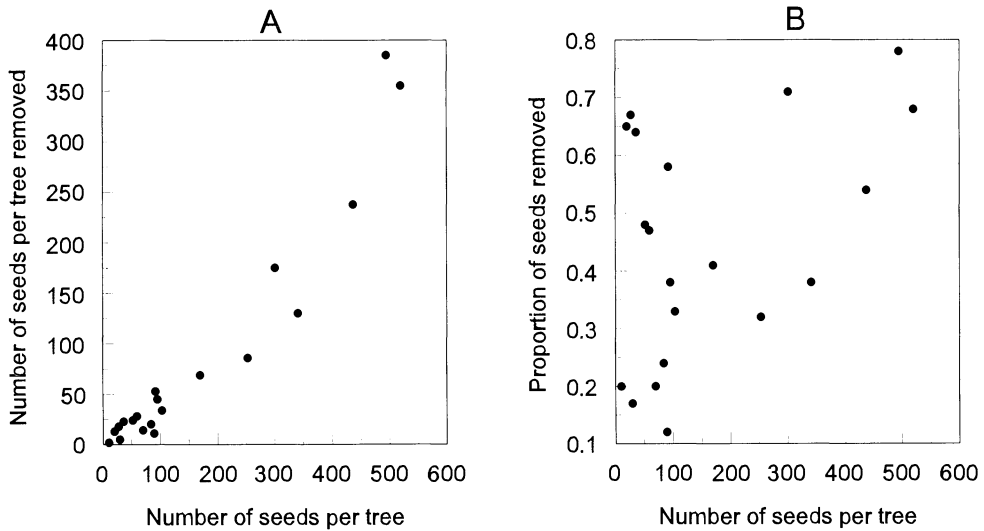 A
Number of seeds per tree removed
400
350
300
250
200
150
100
50
0
0 100 200 300 400 500 600
Number of seeds per tree
B
Proportion of seeds removed
0.8
0.7
0.6
0.5
0.4
0.3
0.2
0.1
0 100 200 300 400 500 600
Number of seeds per tree